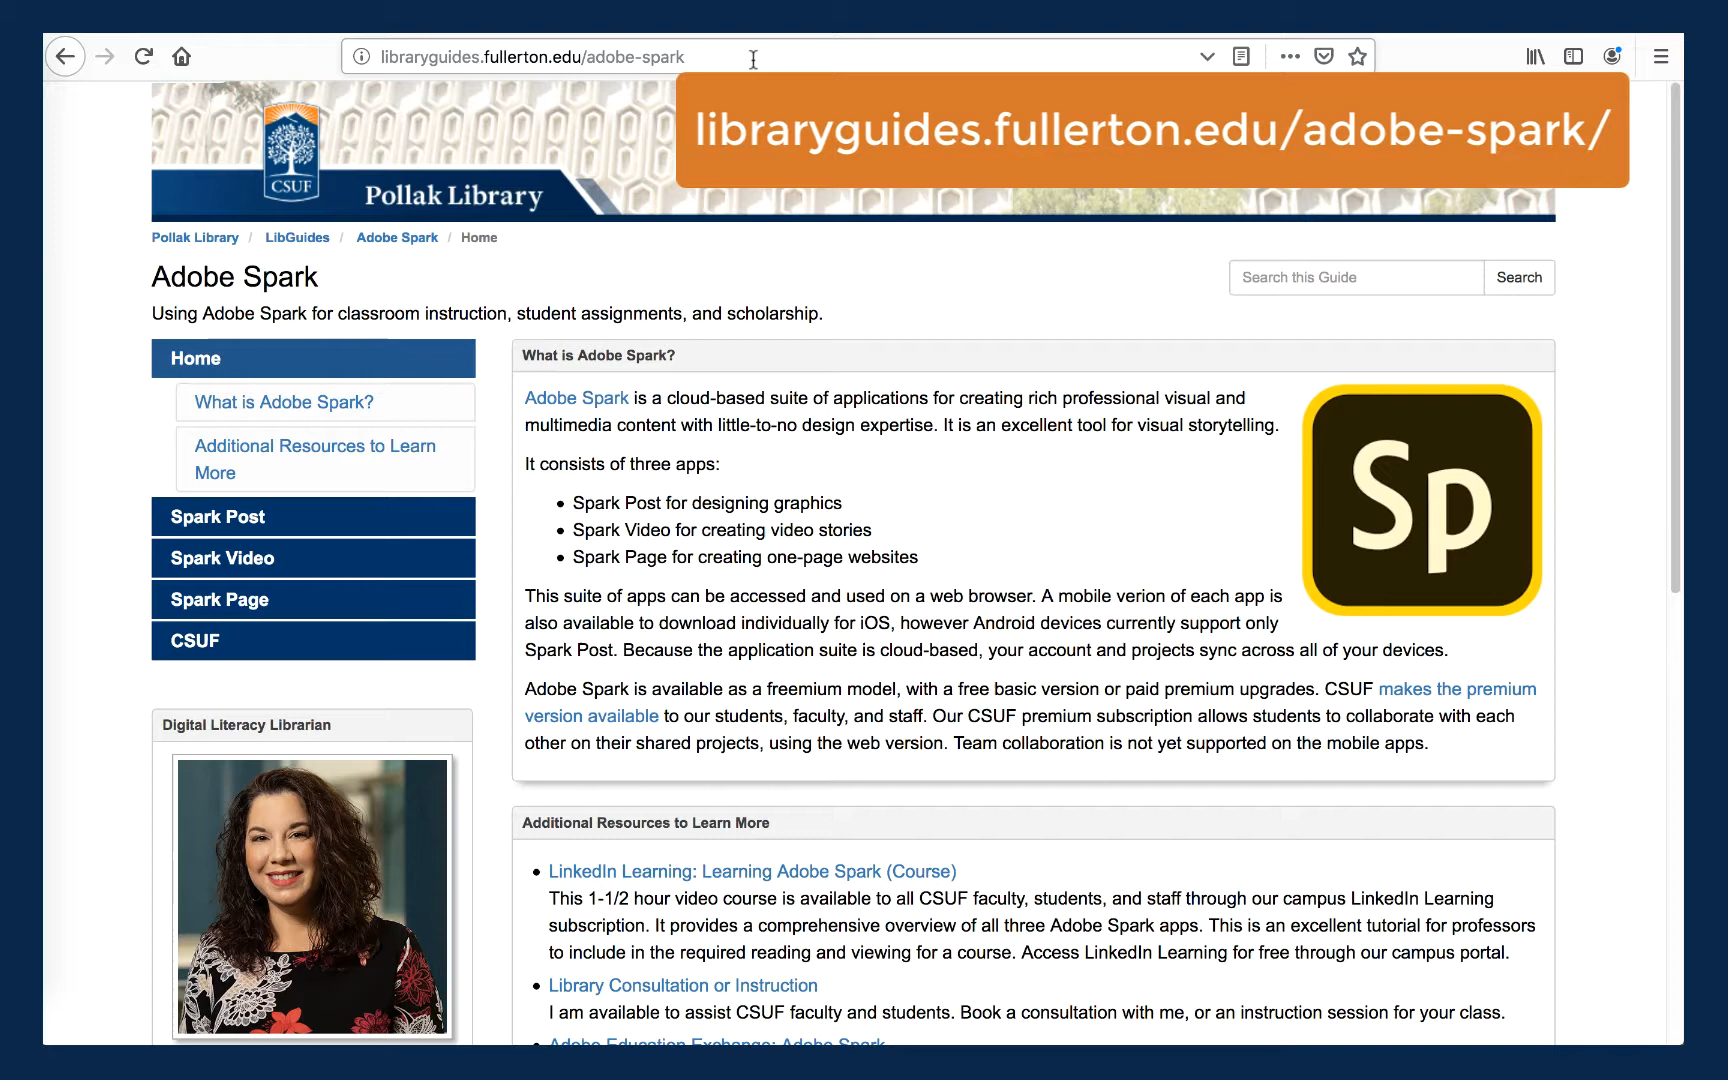 libraryguides.fullerton.edu/adobe-spark
libraryguides.fullerton.edu/adobe-spark/
CSUF
Pollak Library
Pollak Library / LibGuides / Adobe Spark / Home
Adobe Spark
Search this Guide
Search
Using Adobe Spark for classroom instruction, student assignments, and scholarship.
Home
What is Adobe Spark?
Additional Resources to Learn
More
Spark Post
Spark Video
Spark Page
CSUF
Digital Literacy Librarian
What is Adobe Spark?
Adobe Spark is a cloud-based suite of applications for creating rich professional visual and
multimedia content with little-to-no design expertise. It is an excellent tool for visual storytelling.
It consists of three apps:
• Spark Post for designing graphics
• Spark Video for creating video stories
• Spark Page for creating one-page websites
Sp
This suite of apps can be accessed and used on a web browser. A mobile verion of each app is
also available to download individually for iOS, however Android devices currently support only
Spark Post. Because the application suite is cloud-based, your account and projects sync across all of your devices.
Adobe Spark is available as a freemium model, with a free basic version or paid premium upgrades. CSUF makes the premium
version available to our students, faculty, and staff. Our CSUF premium subscription allows students to collaborate with each
other on their shared projects, using the web version. Team collaboration is not yet supported on the mobile apps.
Additional Resources to Learn More
• LinkedIn Learning: Learning Adobe Spark (Course)
This 1-1/2 hour video course is available to all CSUF faculty, students, and staff through our campus LinkedIn Learning
subscription. It provides a comprehensive overview of all three Adobe Spark apps. This is an excellent tutorial for professors
to include in the required reading and viewing for a course. Access LinkedIn Learning for free through our campus portal.
• Library Consultation or Instruction
I am available to assist CSUF faculty and students. Book a consultation with me, or an instruction session for your class.
• Adobe Education Exchange: Adobe Spark